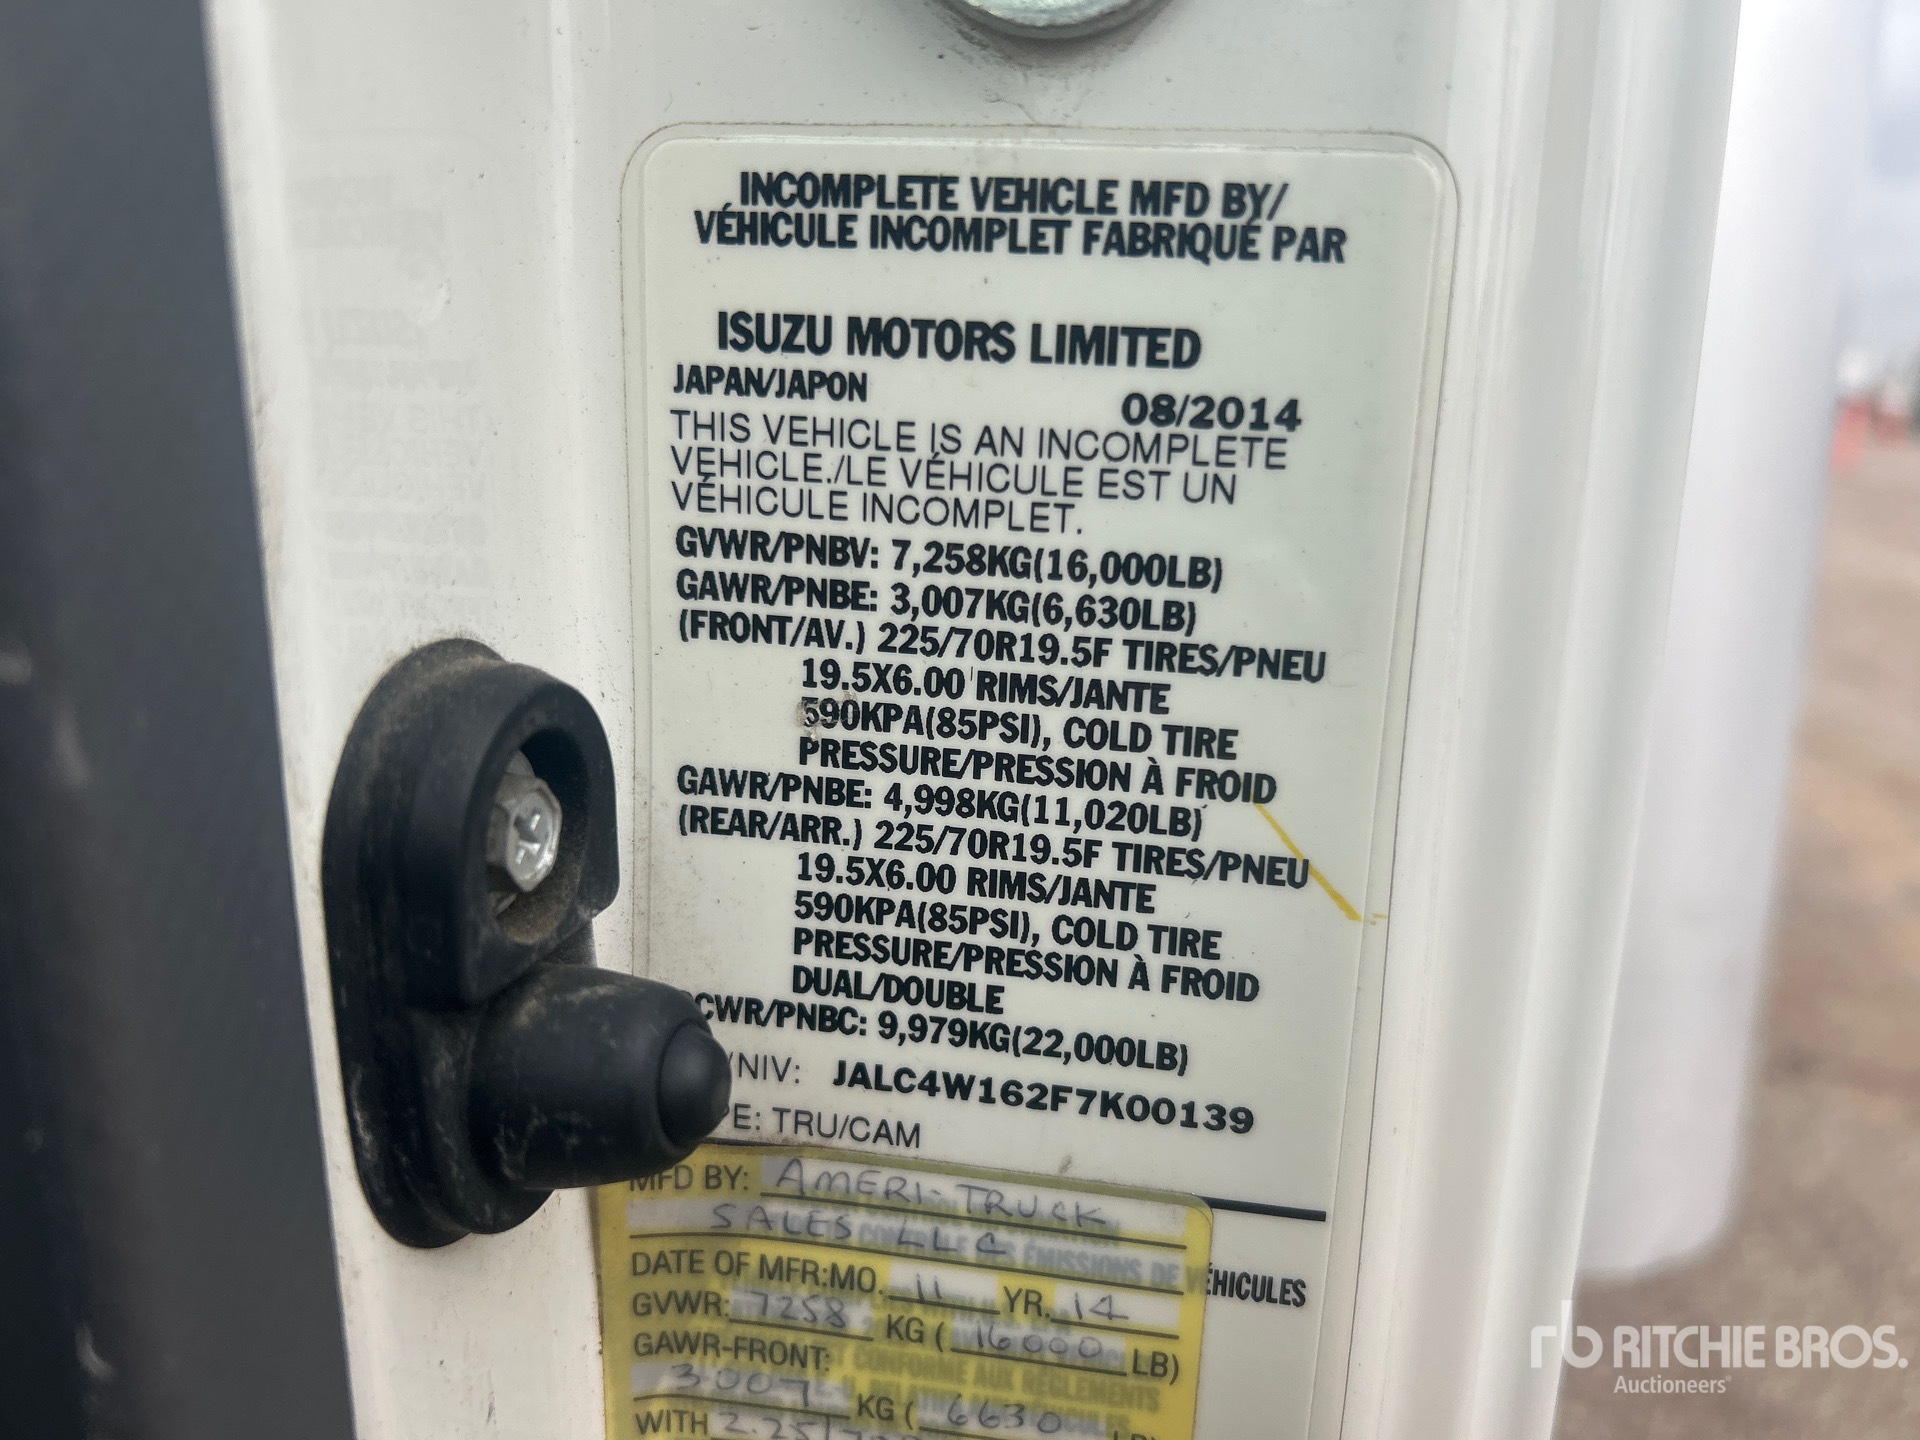 INCOMPLETE VEHICLE MFD BY/
VÉHICULE INCOMPLET FABRIQUÉ PAR
ISUZU MOTORS LIMITED
JAPAN/JAPON 08/2014
THIS VEHICLE IS AN INCOMPLETE
VEHICLE./LE VÉHICULE EST UN
VÉHICULE INCOMPLET.
GVWR/PNBV: 7,258KG(16,000LB)
GAWR/PNBE: 3,007KG(6,630LB)
(FRONT/AV.) 225/70R19.5F TIRES/PNEU
19.5X6.00 RIMS/JANTE
590KPA(85PSI), COLD TIRE
PRESSURE/PRESSION À FROID
GAWR/PNBE: 4,998KG(11,020LB)
(REAR/ARR.) 225/70R19.5F TIRES/PNEU
19.5X6.00 RIMS/JANTE
590KPA(85PSI), COLD TIRE
PRESSURE/PRESSION À FROID
DUAL/DOUBLE
CWR/PNBC: 9,979KG(22,000LB)
/NIV: JALC4W162F7K00139
PE: TRU/CAM
MFD BY: AMERI-TRUCK
SALES LLC
DATE OF MFR:MO. 11 YR. 14
ÉHICULES
GVWR: 7258 KG ( 16000 LB)
GAWR-FRONT:
3007 KG ( 6630
WITH
RITCHIE BROS.
Auctioneers